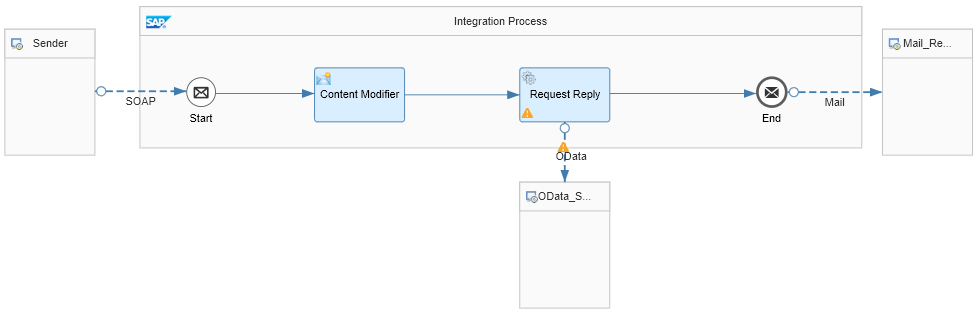 SAP
Integration Process
Sender
Mail_Re...
SOAP
Start
Content Modifier
Request Reply
End
Mail
OData
OData_S...